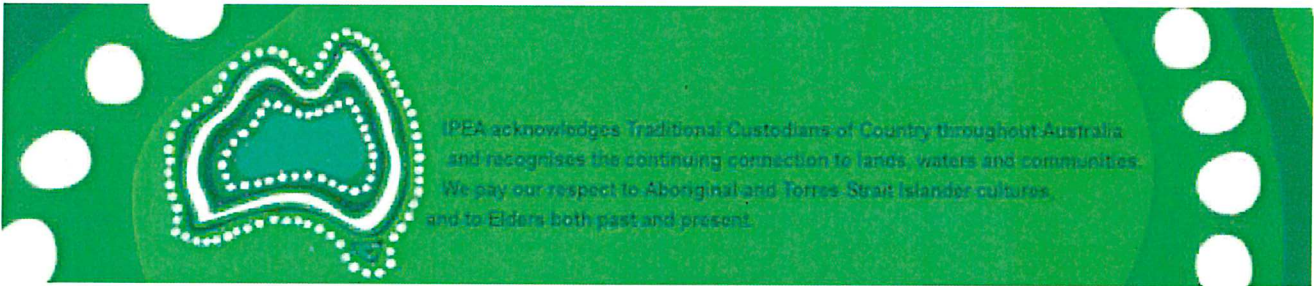 IPEA acknowledges Traditional Custodians of Country throughout Australia
and recognises the continuing connection to lands, waters and communities.
We pay our respect to Aboriginal and Torres Strait Islander cultures,
and to Elders both past and present.